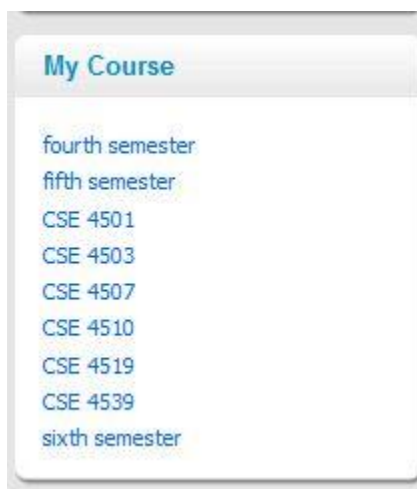 My Course
fourth semester
fifth semester
CSE 4501
CSE 4503
CSE 4507
CSE 4510
CSE 4519
CSE 4539
sixth semester